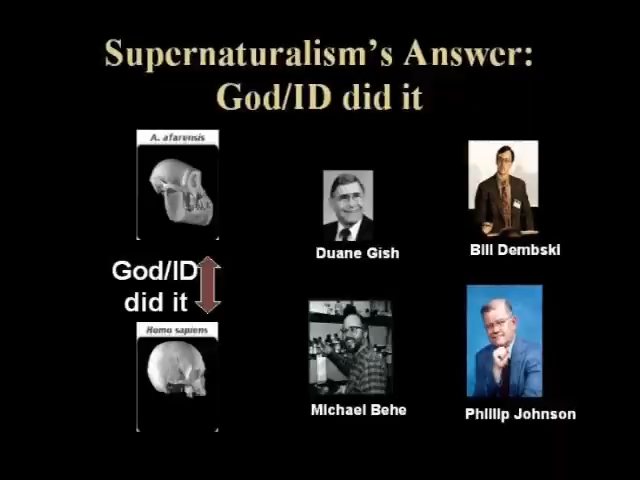 Supernaturalism's Answer:
God/ID did it
A. afarensis
Duane Gish
Bill Dembski
God/ID
did it
Homo sapiens
Michael Behe
Phillip Johnson